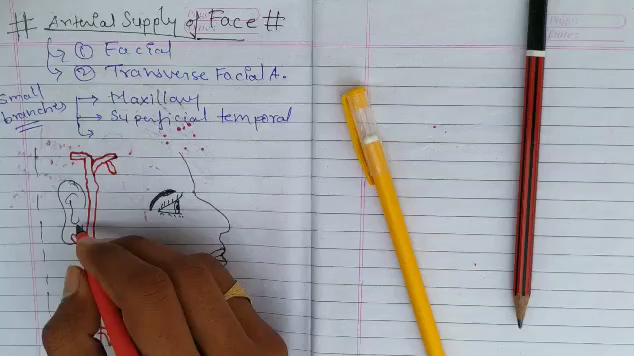 # Arterial Supply of Face #
① Facial
② Transverse Facial A.
Small branches
Maxillary
Superficial temporal